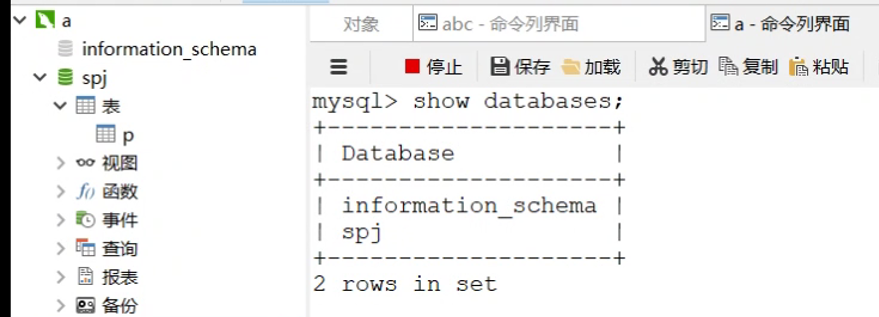 a
information_schema
spj
表
p
视图
函数
事件
查询
报表
备份
对象
abc - 命令列界面
a - 命令列界面
停止
保存
加载
剪切
复制
粘贴
mysql> show databases;
+--------------------+
| Database           |
+--------------------+
| information_schema |
| spj                |
+--------------------+
2 rows in set